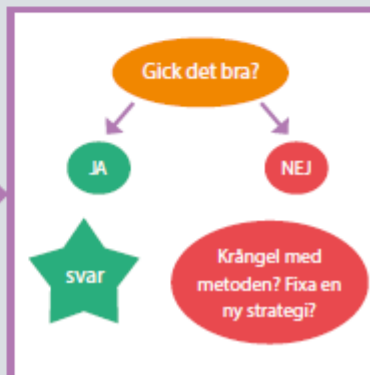 Gick det bra?
JA
NEJ
svar
Krångel med
metoden? Fixa en
ny strategi?